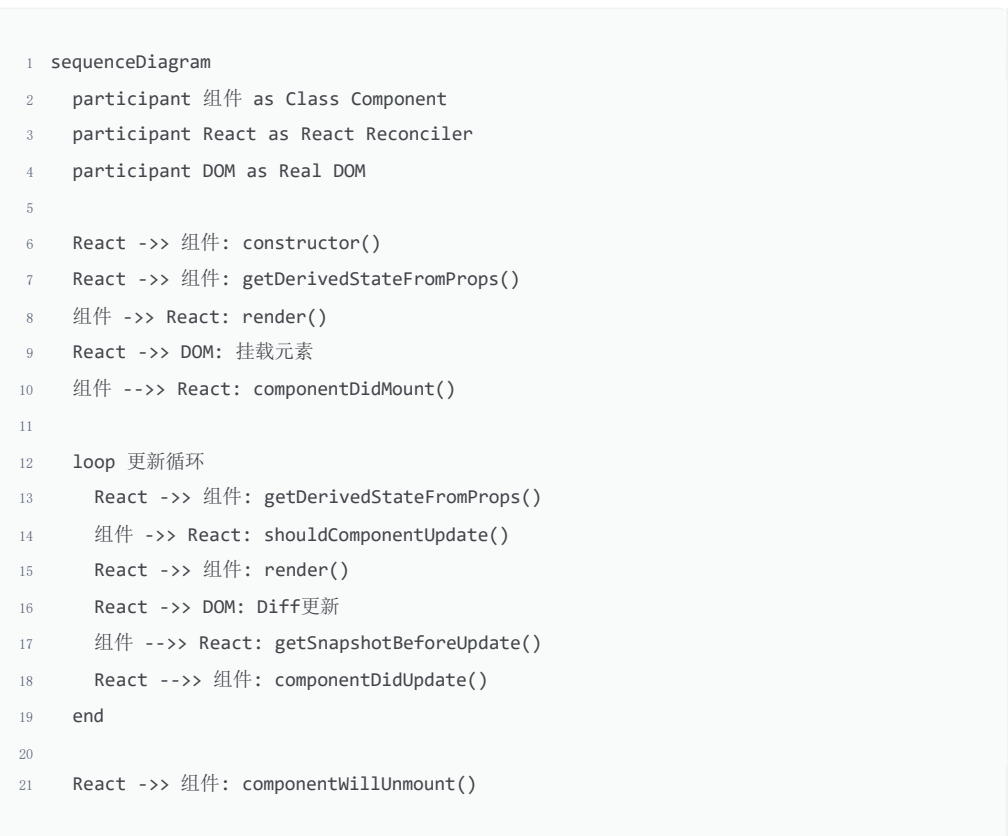 1 sequenceDiagram
2 participant 组件 as Class Component
3 participant React as React Reconciler
4 participant DOM as Real DOM
5
6 React ->> 组件: constructor()
7 React ->> 组件: getDerivedStateFromProps()
8 组件 ->> React: render()
9 React ->> DOM: 挂载元素
10 组件 -->> React: componentDidMount()
11
12 loop 更新循环
13 React ->> 组件: getDerivedStateFromProps()
14 组件 ->> React: shouldComponentUpdate()
15 React ->> 组件: render()
16 React ->> DOM: Diff更新
17 组件 -->> React: getSnapshotBeforeUpdate()
18 React -->> 组件: componentDidUpdate()
19 end
20
21 React ->> 组件: componentWillUnmount()